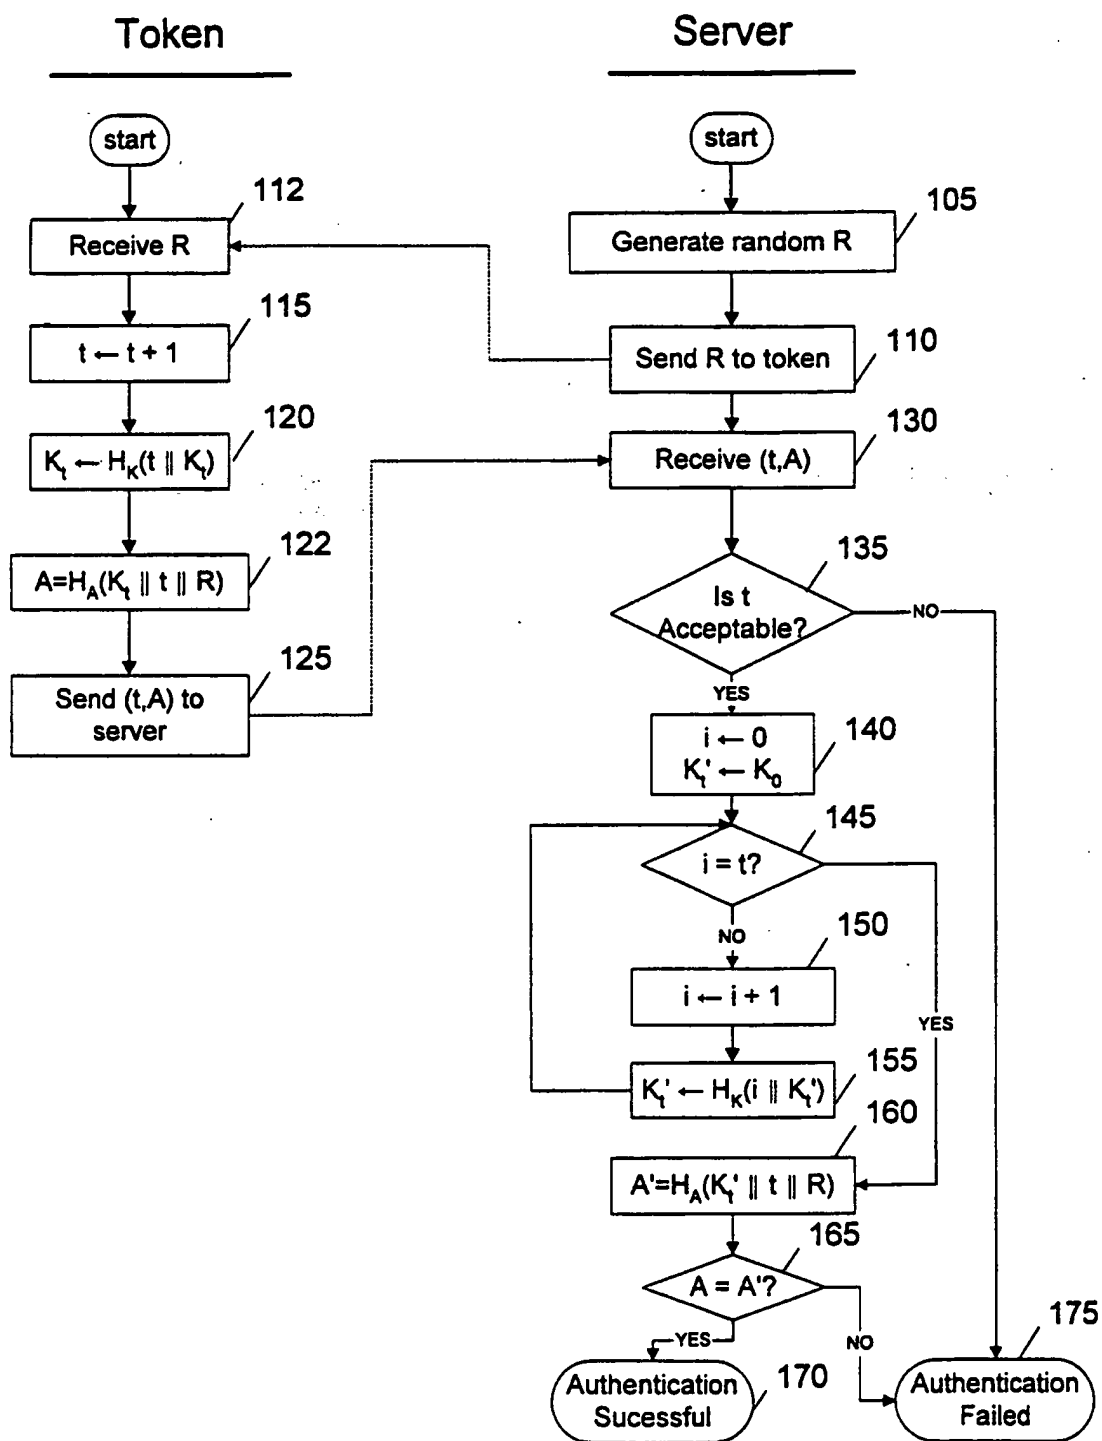 Token
start
112
Receive R
115
t ← t + 1
120
K_t ← H_K(t || K_t)
122
A=H_A(K_t || t || R)
125
Send (t,A) to
server
Server
start
105
Generate random R
110
Send R to token
130
Receive (t,A)
135
Is t
Acceptable?
NO
YES
i ← 0
K_t' ← K_0
140
145
i = t?
NO
YES
150
i ← i + 1
155
K_t' ← H_K(i || K_t')
160
A'=H_A(K_t' || t || R)
165
A = A'?
YES
NO
Authentication
Sucessful
170
175
Authentication
Failed